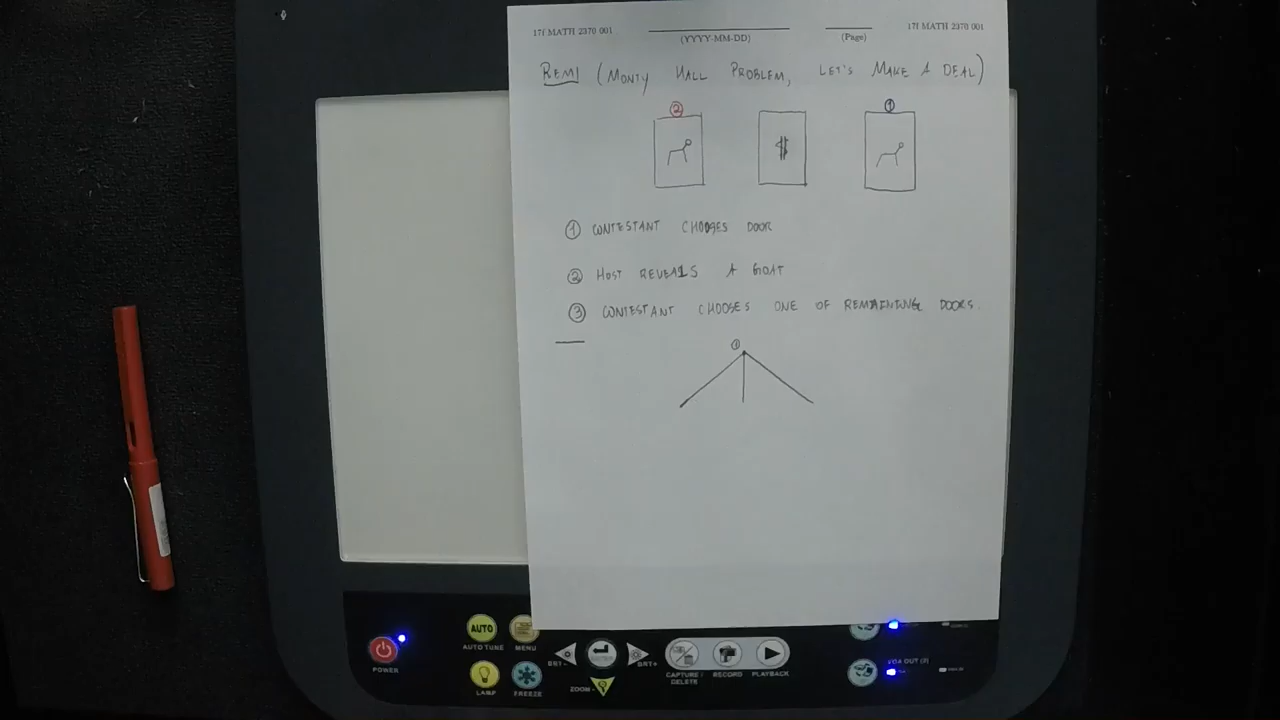 17f MATH 2370 001 (YYYY-MM-DD) (Page) 17f MATH 2370 001
REM (MONTY HALL PROBLEM, LET'S MAKE A DEAL)
② ①
$
① CONTESTANT CHOOSES DOOR
② HOST REVEALS A GOAT
③ CONTESTANT CHOOSES ONE OF REMAINING DOORS.
①
POWER
AUTO
AUTO TUNE
MENU
LAMP
FREEZE
BRT-
BRT+
ZOOM-
CAPTURE /
DELETE
RECORD
PLAYBACK
VGA OUT